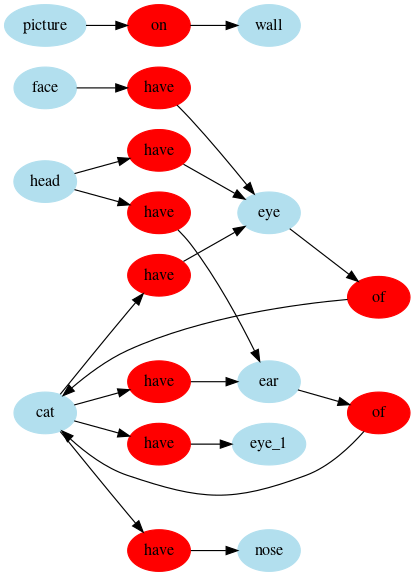 picture on wall
face have
head have
have eye
have of
cat have ear of
have eye_1
have nose